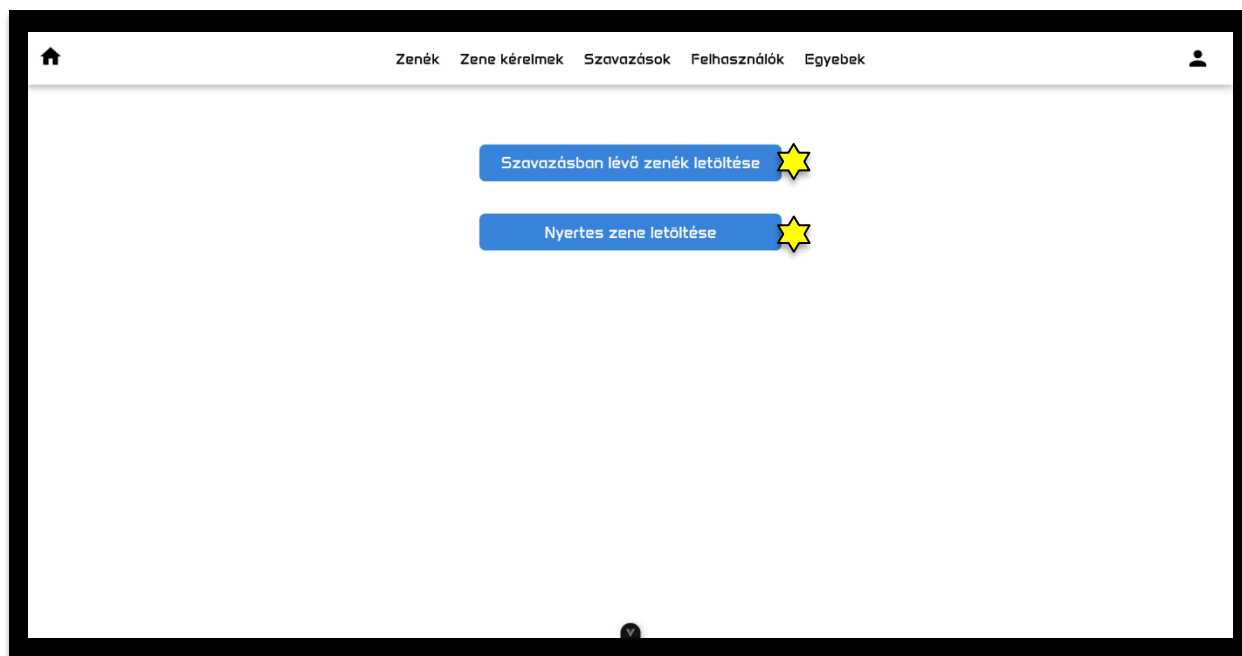 Zenék Zene kérelmek Szavazások Felhasználók Egyebek
Szavazásban lévő zenék letöltése
Nyertes zene letöltése